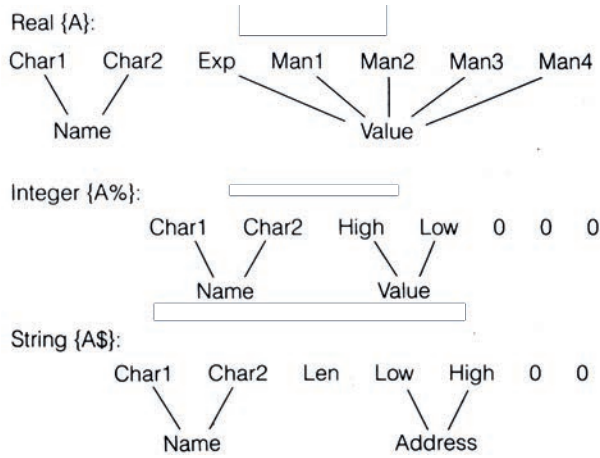 Real {A}:
Char1 Char2 Exp Man1 Man2 Man3 Man4
Name Value
Integer {A%}:
Char1 Char2 High Low 0 0 0
Name Value
String {A$}:
Char1 Char2 Len Low High 0 0
Name Address